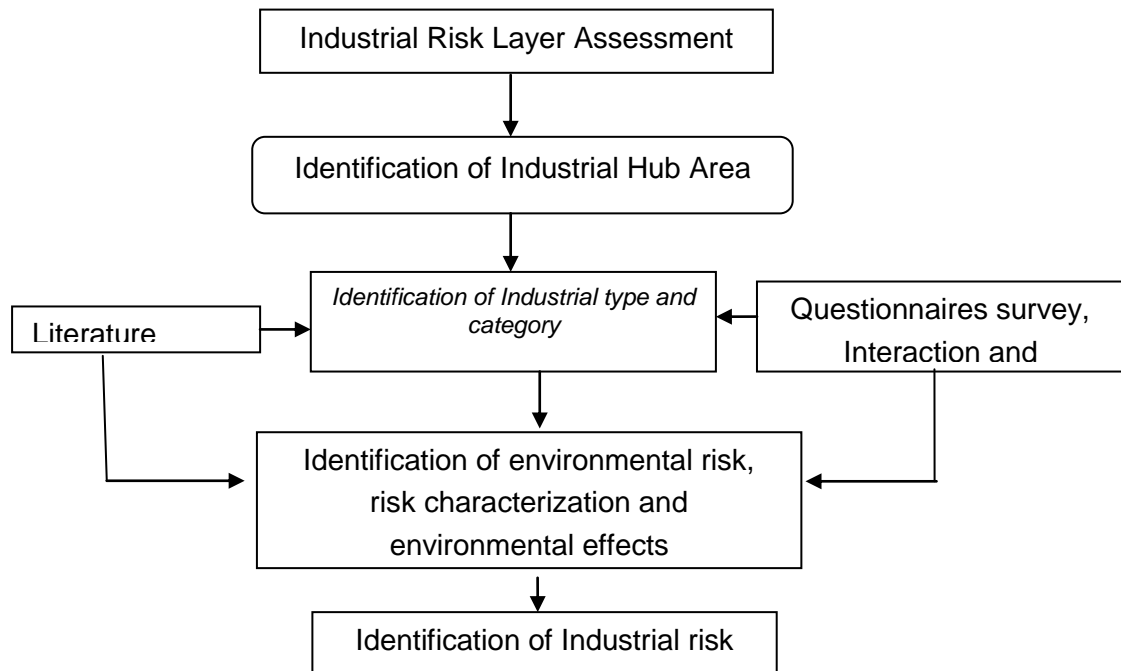 Industrial Risk Layer Assessment
Identification of Industrial Hub Area
Identification of Industrial type and
category
Literature
Questionnaires survey,
Interaction and
Identification of environmental risk,
risk characterization and
environmental effects
Identification of Industrial risk